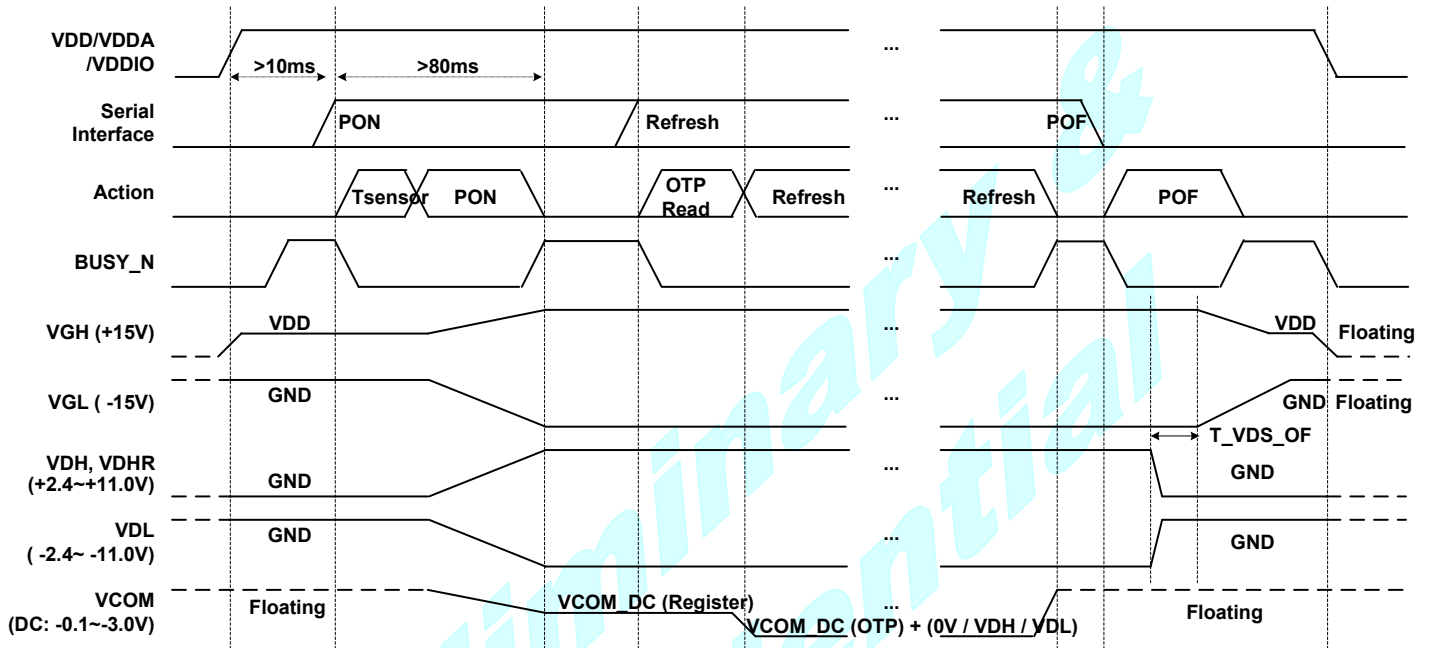 VDD/VDDA
/VDDIO
>10ms
>80ms
...
Serial
Interface
PON
Refresh
...
POF
Action
Tsensor
PON
OTP
Read
Refresh
...
Refresh
POF
BUSY_N
...
VGH (+15V)
VDD
...
VDD
Floating
VGL ( -15V)
GND
...
GND
Floating
T_VDS_OF
VDH, VDHR
(+2.4~+11.0V)
GND
...
GND
VDL
( -2.4~ -11.0V)
GND
...
GND
VCOM
(DC: -0.1~-3.0V)
Floating
VCOM_DC (Register)
...
VCOM_DC (OTP) + (0V / VDH / VDL)
Floating